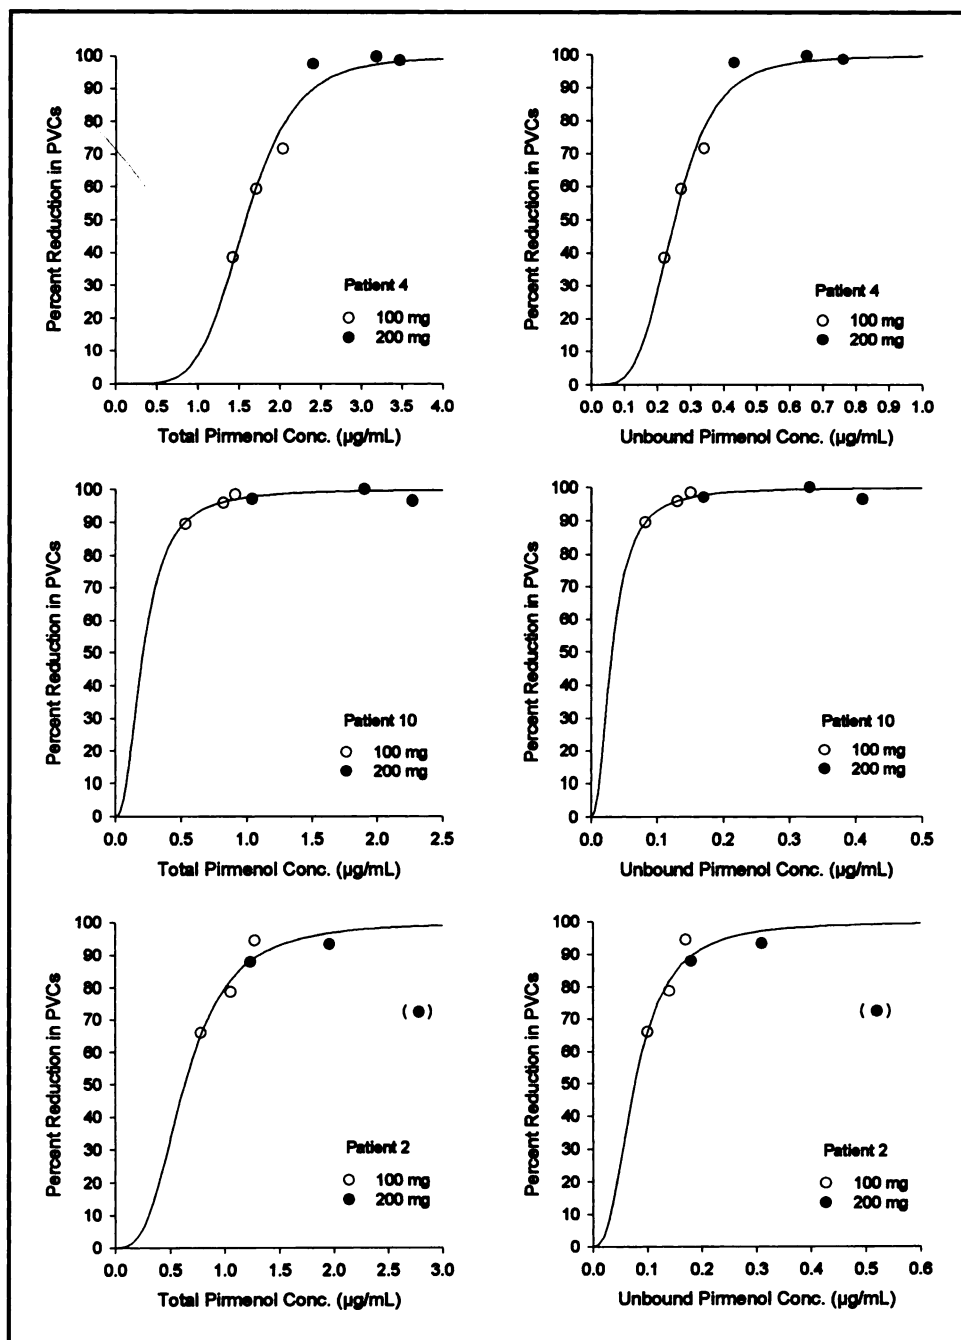 Percent Reduction in PVCs
100
90
80
70
60
50
40
30
20
10
0
Patient 4
100 mg
200 mg
0.0 0.5 1.0 1.5 2.0 2.5 3.0 3.5 4.0
Total Pirmenol Conc. (µg/mL)
Percent Reduction in PVCs
100
90
80
70
60
50
40
30
20
10
0
Patient 4
100 mg
200 mg
0.0 0.1 0.2 0.3 0.4 0.5 0.6 0.7 0.8 0.9 1.0
Unbound Pirmenol Conc. (µg/mL)
Percent Reduction in PVCs
100
90
80
70
60
50
40
30
20
10
0
Patient 10
100 mg
200 mg
0.0 0.5 1.0 1.5 2.0 2.5
Total Pirmenol Conc. (µg/mL)
Percent Reduction in PVCs
100
90
80
70
60
50
40
30
20
10
0
Patient 10
100 mg
200 mg
0.0 0.1 0.2 0.3 0.4 0.5
Unbound Pirmenol Conc. (µg/mL)
Percent Reduction in PVCs
100
90
80
70
60
50
40
30
20
10
0
( )
Patient 2
100 mg
200 mg
0.0 0.5 1.0 1.5 2.0 2.5 3.0
Total Pirmenol Conc. (µg/mL)
Percent Reduction in PVCs
100
90
80
70
60
50
40
30
20
10
0
( )
Patient 2
100 mg
200 mg
0.0 0.1 0.2 0.3 0.4 0.5 0.6
Unbound Pirmenol Conc. (µg/mL)